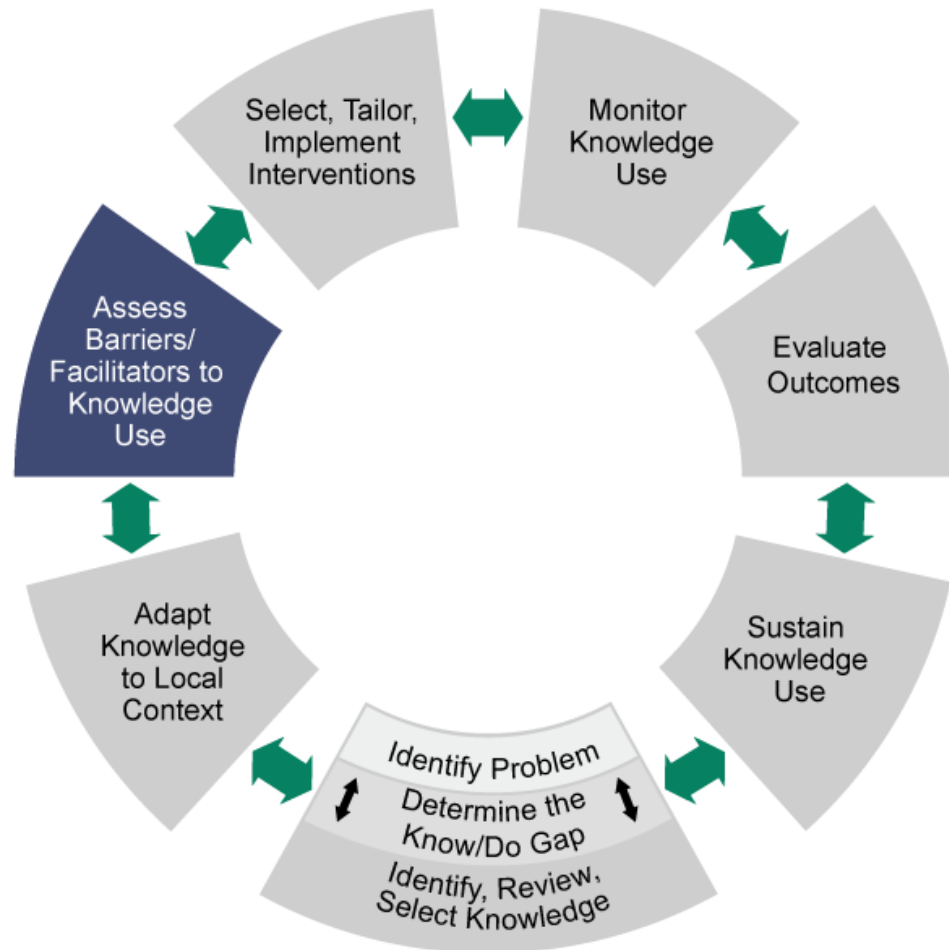 Select, Tailor,
Implement
Interventions
Monitor
Knowledge
Use
Assess
Barriers/
Facilitators to
Knowledge
Use
Evaluate
Outcomes
Adapt
Knowledge
to Local
Context
Sustain
Knowledge
Use
Identify Problem
Determine the
Know/Do Gap
Identify, Review,
Select Knowledge